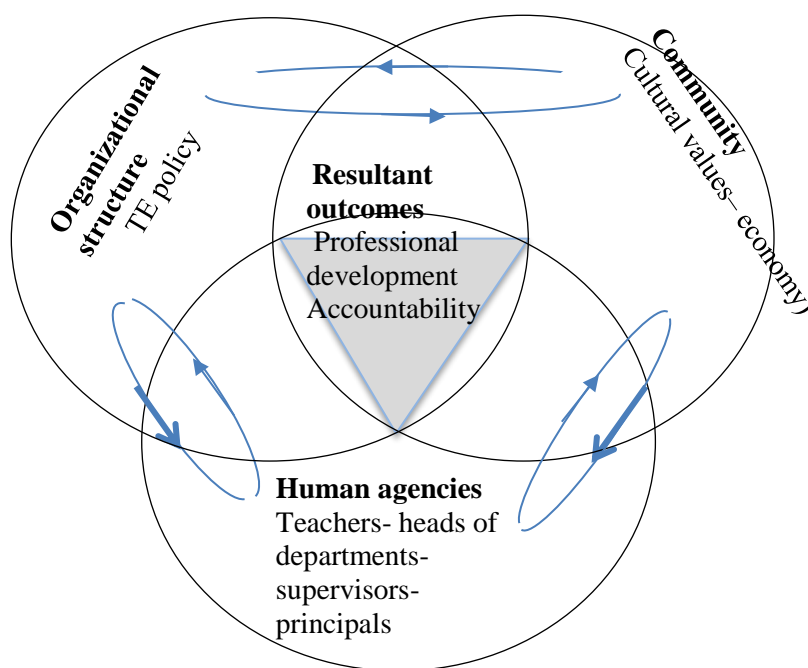 Organizational
structure
TE policy
Community
Cultural values– economy)
Resultant
outcomes
Professional
development
Accountability
Human agencies
Teachers- heads of
departments-
supervisors-
principals